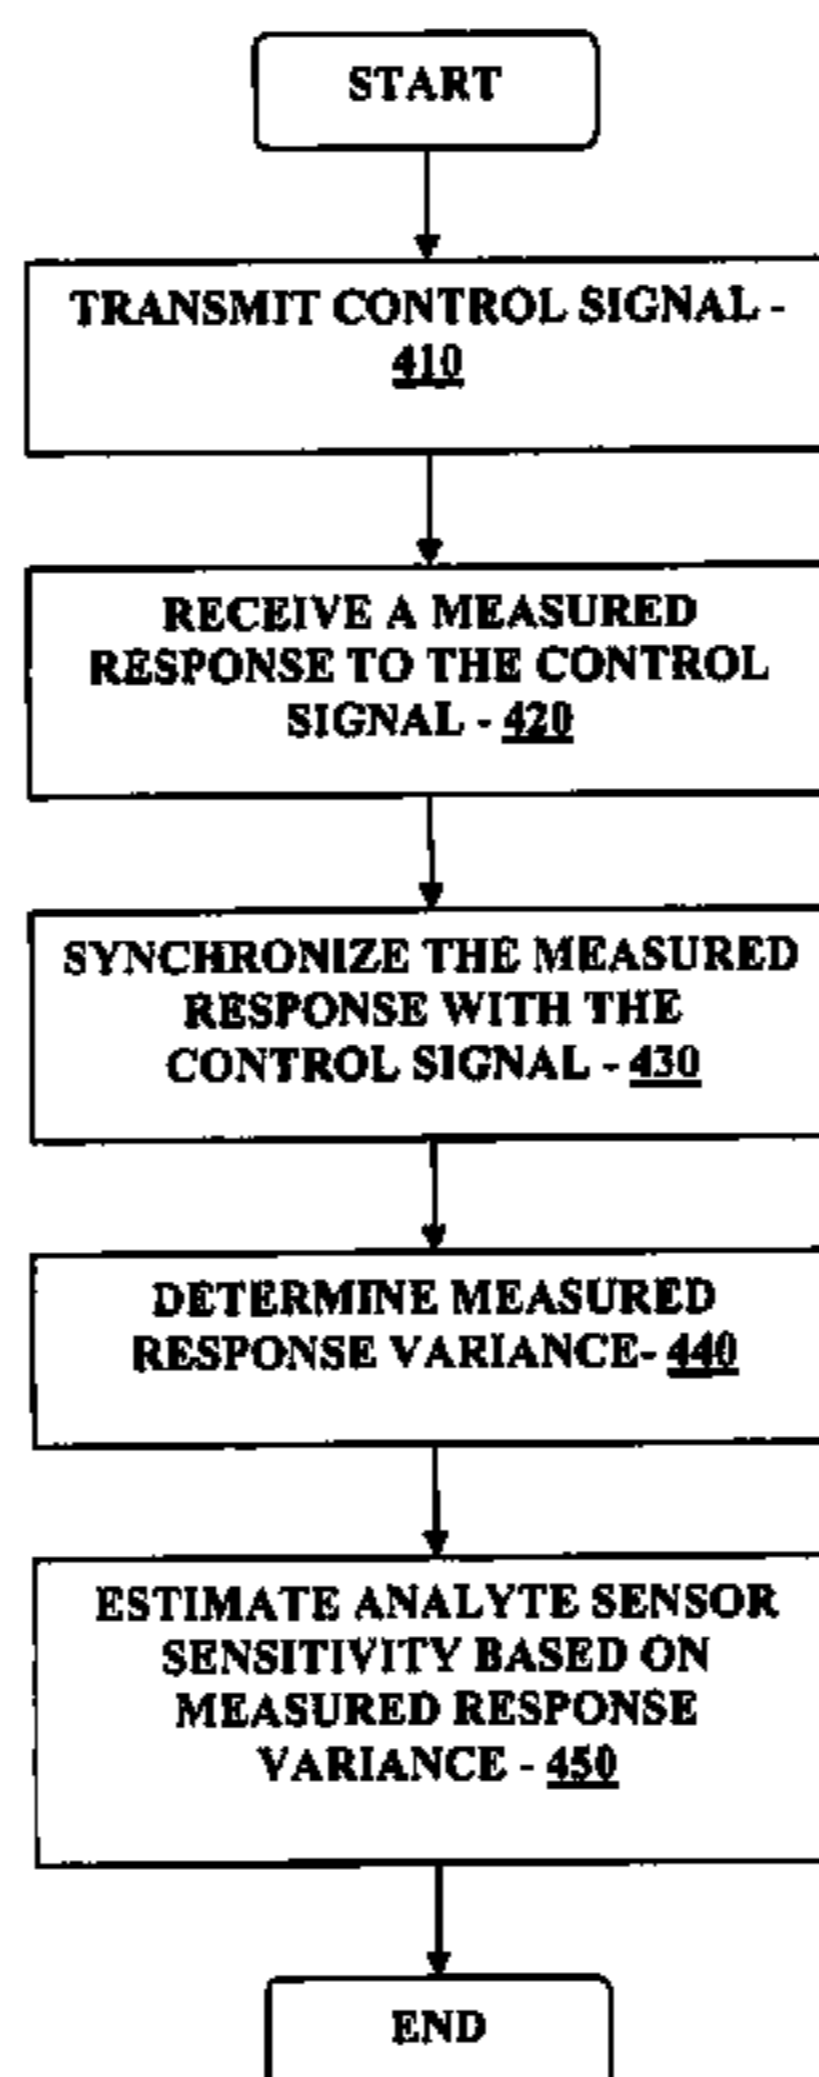 START
TRANSMIT CONTROL SIGNAL -
410
RECEIVE A MEASURED
RESPONSE TO THE CONTROL
SIGNAL - 420
SYNCHRONIZE THE MEASURED
RESPONSE WITH THE
CONTROL SIGNAL - 430
DETERMINE MEASURED
RESPONSE VARIANCE- 440
ESTIMATE ANALYTE SENSOR
SENSITIVITY BASED ON
MEASURED RESPONSE
VARIANCE - 450
END